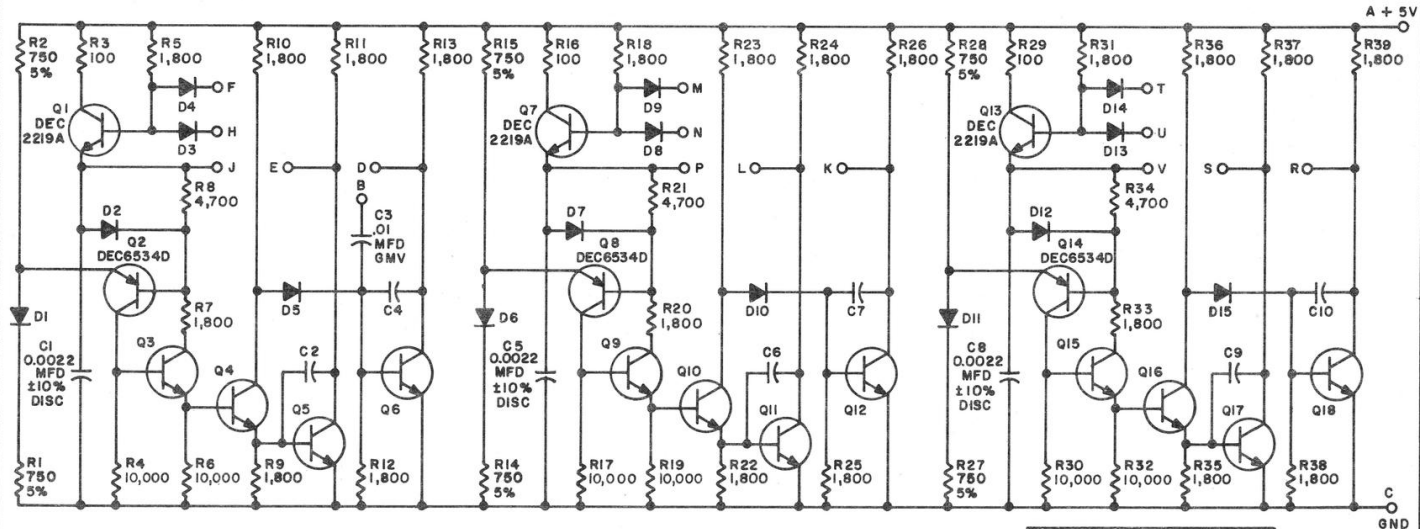 A + 5V
R2
750
5%
R3
100
R5
1,800
R10
1,800
R11
1,800
R13
1,800
R15
750
5%
R16
100
R18
1,800
R23
1,800
R24
1,800
R26
1,800
R28
750
5%
R29
100
R31
1,800
R36
1,800
R37
1,800
R39
1,800
F
D4
M
D9
T
D14
Q1
DEC
2219A
H
D3
Q7
DEC
2219A
N
D8
Q13
DEC
2219A
U
D13
J
E
D
P
L
K
V
S
R
R8
4,700
B
R21
4,700
R34
4,700
D2
Q2
DEC6534D
C3
.01
MFD
GMV
D7
Q8
DEC6534D
D12
Q14
DEC6534D
D1
R7
1,800
D5
C4
D6
R20
1,800
D10
C7
D11
R33
1,800
D15
C10
C1
0.0022
MFD
±10%
DISC
Q3
Q4
C2
Q5
Q6
C5
0.0022
MFD
±10%
DISC
Q9
Q10
C6
Q11
Q12
C8
0.0022
MFD
±10%
DISC
Q15
Q16
C9
Q17
Q18
R1
750
5%
R4
10,000
R6
10,000
R9
1,800
R12
1,800
R14
750
5%
R17
10,000
R19
10,000
R22
1,800
R25
1,800
R27
750
5%
R30
10,000
R32
10,000
R35
1,800
R38
1,800
C
GND